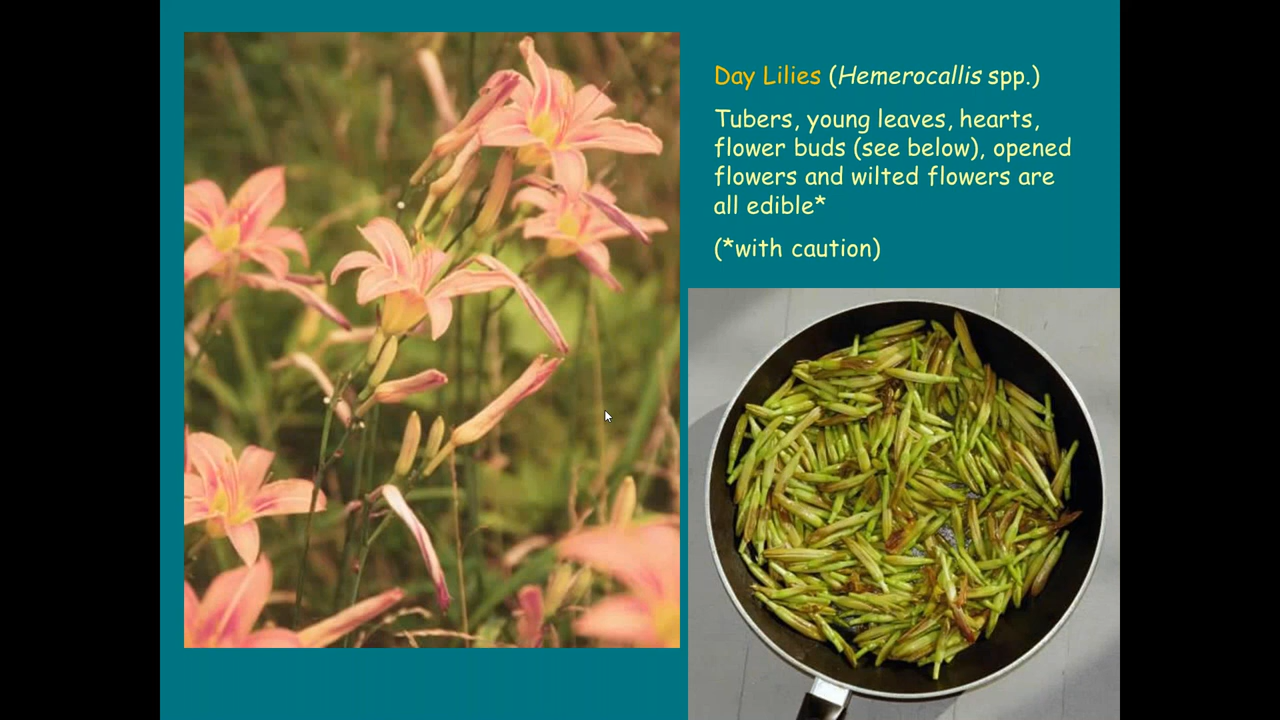 Day Lilies (Hemerocallis spp.)
Tubers, young leaves, hearts,
flower buds (see below), opened
flowers and wilted flowers are
all edible*
(*with caution)